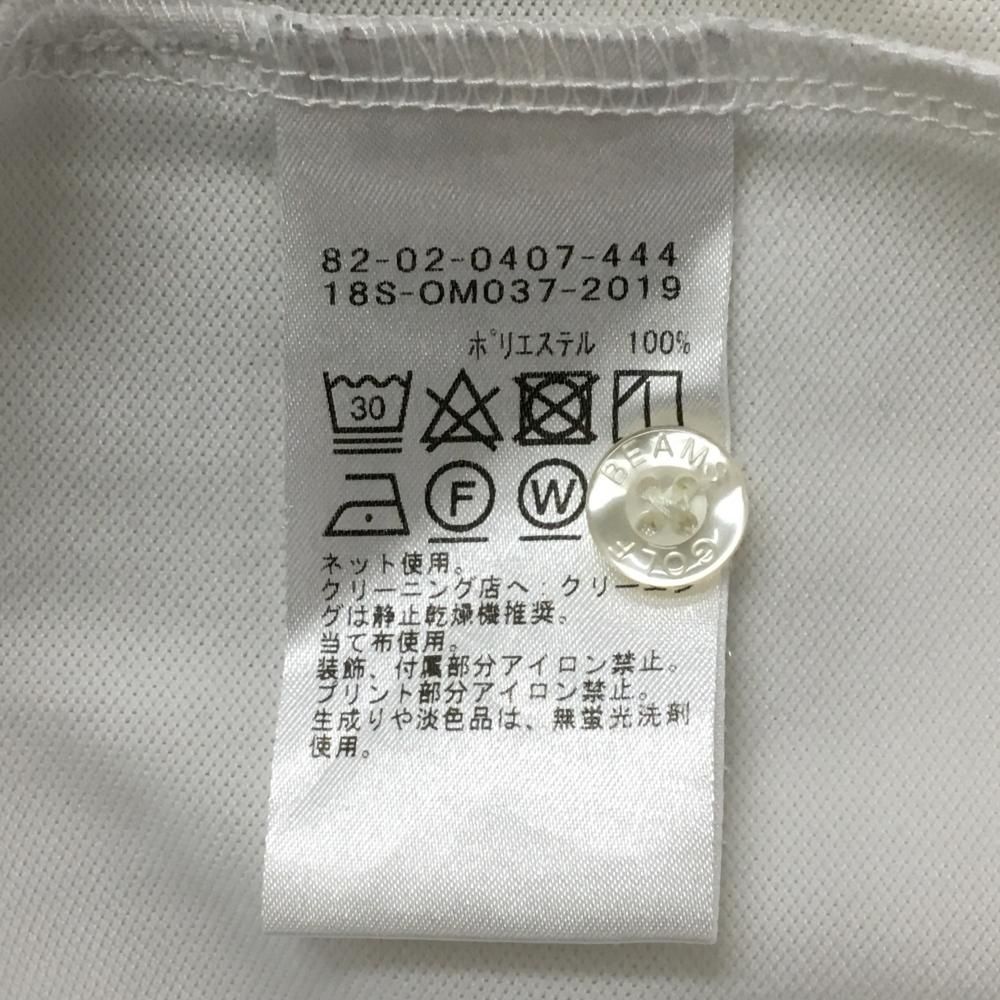 82-02-0407-444
18S-OM037-2019
ポリエステル 100%
30
F
W
BEAMS
GOLF
ネット使用。
クリーニング店へ:クリーニン
グは静止乾燥機推奨。
当て布使用。
装飾、付属部分アイロン禁止。
プリント部分アイロン禁止。
生成りや淡色品は、無蛍光洗剤
使用。